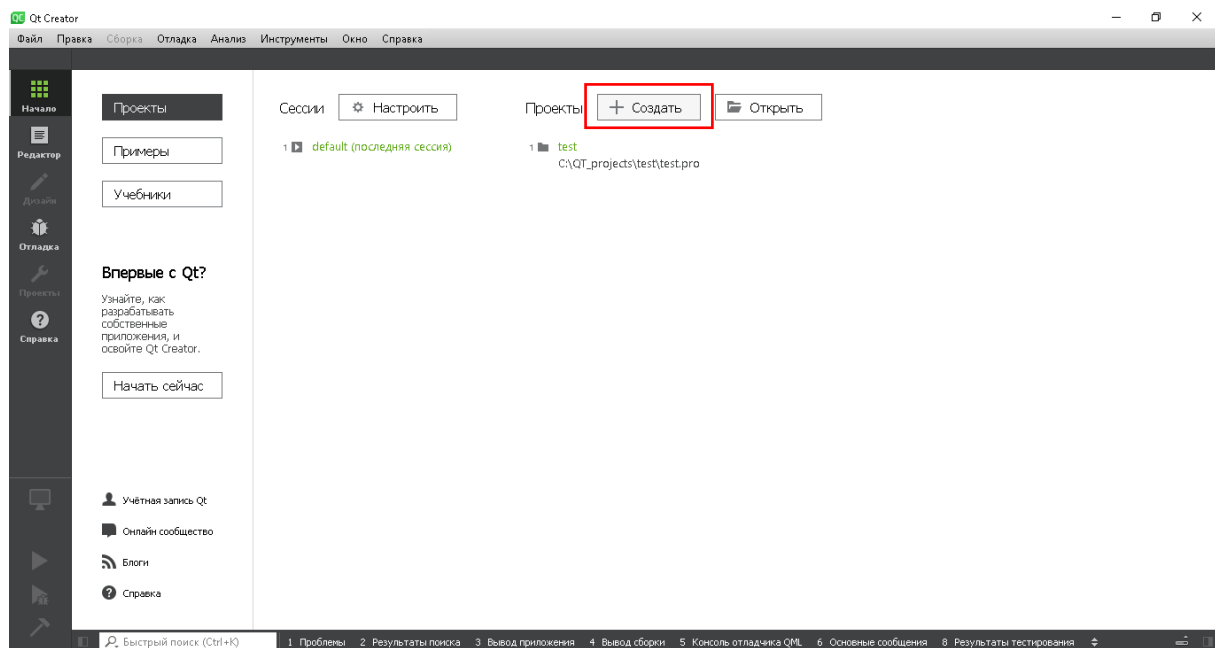 Qt Creator
Файл Правка Сборка Отладка Анализ Инструменты Окно Справка
Начало
Редактор
Дизайн
Отладка
Проекты
Справка
Проекты
Примеры
Учебники
Впервые с Qt?
Узнайте, как
разрабатывать
собственные
приложения, и
освойте Qt Creator.
Начать сейчас
Учётная запись Qt
Онлайн сообщество
Блоги
Справка
Сессии Настроить
1 default (последняя сессия)
Проекты Создать Открыть
1 test
C:\QT_projects\test\test.pro
Быстрый поиск (Ctrl+K) 1 Проблемы 2 Результаты поиска 3 Вывод приложения 4 Вывод сборки 5 Консоль отладчика QML 6 Основные сообщения 8 Результаты тестирования